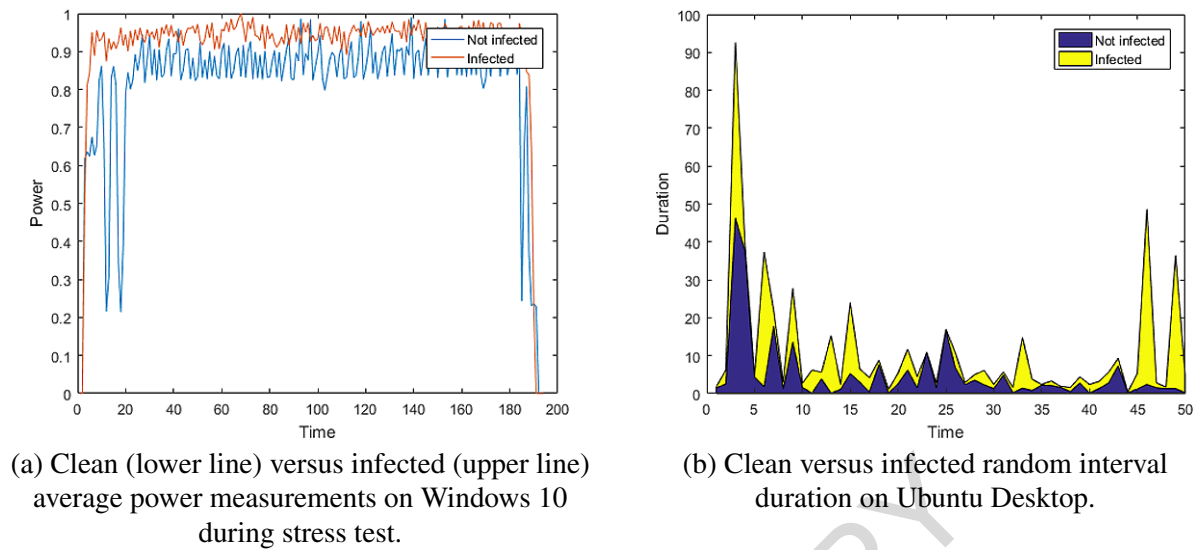 1
0.9
0.8
0.7
0.6
0.5
0.4
0.3
0.2
0.1
0
Power
0 20 40 60 80 100 120 140 160 180 200
Time
Not infected
Infected
(a) Clean (lower line) versus infected (upper line)
average power measurements on Windows 10
during stress test.
100
90
80
70
60
50
40
30
20
10
0
Duration
0 5 10 15 20 25 30 35 40 45 50
Time
Not infected
Infected
(b) Clean versus infected random interval
duration on Ubuntu Desktop.